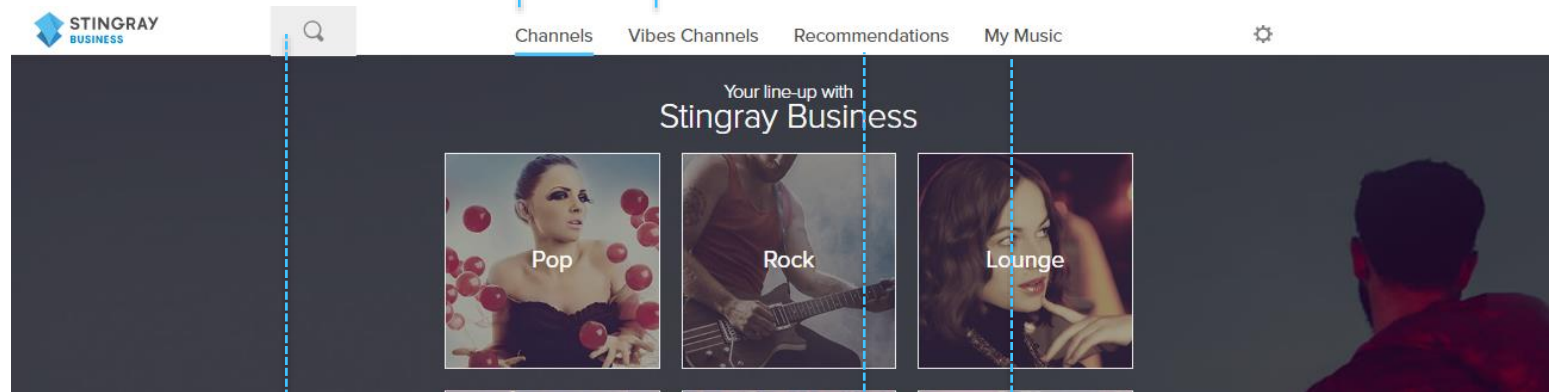 STINGRAY
BUSINESS
Channels Vibes Channels Recommendations My Music
Your line-up with
Stingray Business
Pop Rock Lounge